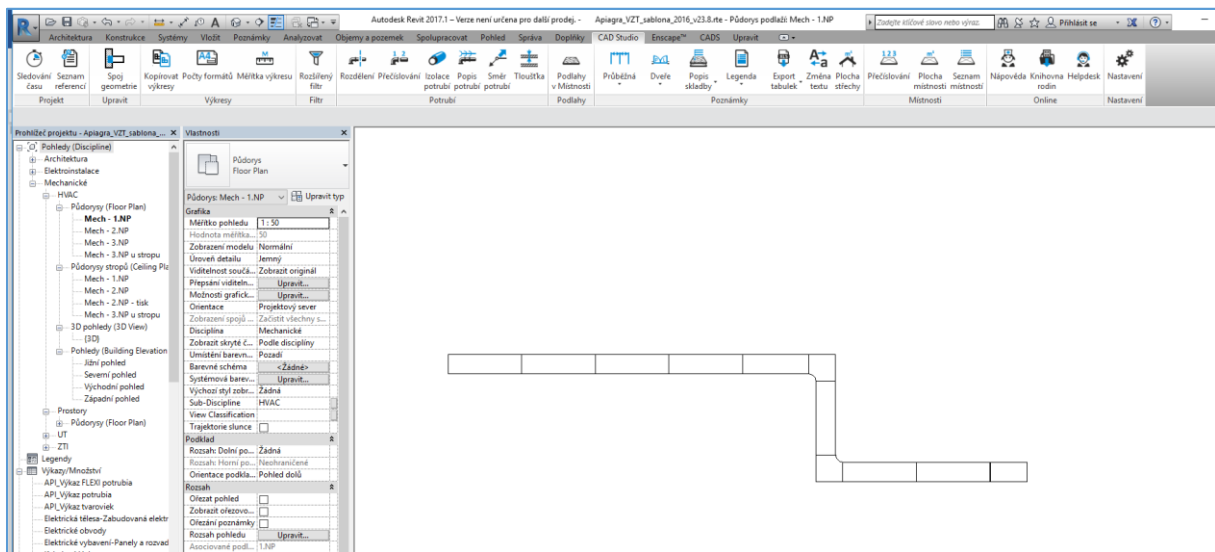 Autodesk Revit 2017.1 – Verze není určena pro další prodej. - Apiagra_VZT_sablona_2016_v23.8.rte - Půdorys podlaží: Mech - 1.NP
Zadejte klíčové slovo nebo výraz.
Přihlásit se
Architektura Konstrukce Systémy Vložit Poznámky Analyzovat Objemy a pozemek Spolupracovat Pohled Správa Doplňky CAD Studio Enscape™ CADS Upravit
Sledování času Seznam referencí Spoj geometrie Kopírovat výkresy Počty formátů Měřítka výkresu Rozšířený filtr Rozdělení Přečíslování Izolace potrubí Popis potrubí Směr potrubí Tloušťka Podlahy v Místnosti Průběžná Dveře Popis skladby Legenda Export tabulek Změna textu Plocha střechy Přečíslování Plocha místností Seznam místností Nápověda Knihovna rodin Helpdesk Nastavení
Projekt Upravit Výkresy Filtr Potrubí Podlahy Poznámky Místnosti Online Nastavení
Prohlížeč projektu - Apiagra_VZT_sablona_...
Pohledy (Discipline)
Architektura
Elektroinstalace
Mechanické
HVAC
Půdorysy (Floor Plan)
Mech - 1.NP
Mech - 2.NP
Mech - 3.NP
Mech - 3.NP u stropu
Půdorysy stropů (Ceiling Pla
Mech - 1.NP
Mech - 2.NP
Mech - 2.NP - tisk
Mech - 3.NP u stropu
3D pohledy (3D View)
{3D}
Pohledy (Building Elevation
Jižní pohled
Severní pohled
Východní pohled
Západní pohled
Prostory
Půdorysy (Floor Plan)
UT
ZTI
Legendy
Výkazy/Množství
API_Výkaz FLEXI potrubia
API_Výkaz potrubia
API_Výkaz tvaroviek
Elektrická tělesa-Zabudovaná elektr
Elektrické obvody
Elektrické vybavení-Panely a rozvad
Vlastnosti
Půdorys
Floor Plan
Půdorys: Mech - 1.NP Upravit typ
Grafika
Měřítko pohledu 1 : 50
Hodnota měřítka... 50
Zobrazení modelu Normální
Úroveň detailu Jemný
Viditelnost součá... Zobrazit originál
Přepsání viditeln... Upravit...
Možnosti grafick... Upravit...
Orientace Projektový sever
Zobrazení spojů ... Začistit všechny s...
Disciplína Mechanické
Zobrazit skryté č... Podle disciplíny
Umístění barevn... Pozadí
Barevné schéma <Žádné>
Systémová barev... Upravit...
Výchozí styl zobr... Žádná
Sub-Discipline HVAC
View Classification
Trajektorie slunce
Podklad
Rozsah: Dolní po... Žádná
Rozsah: Horní po... Neohraničené
Orientace podkla... Pohled dolů
Rozsah
Ořezat pohled
Zobrazit ořezovo...
Ořezání poznámky
Rozsah pohledu Upravit...
Asociované podl... 1.NP